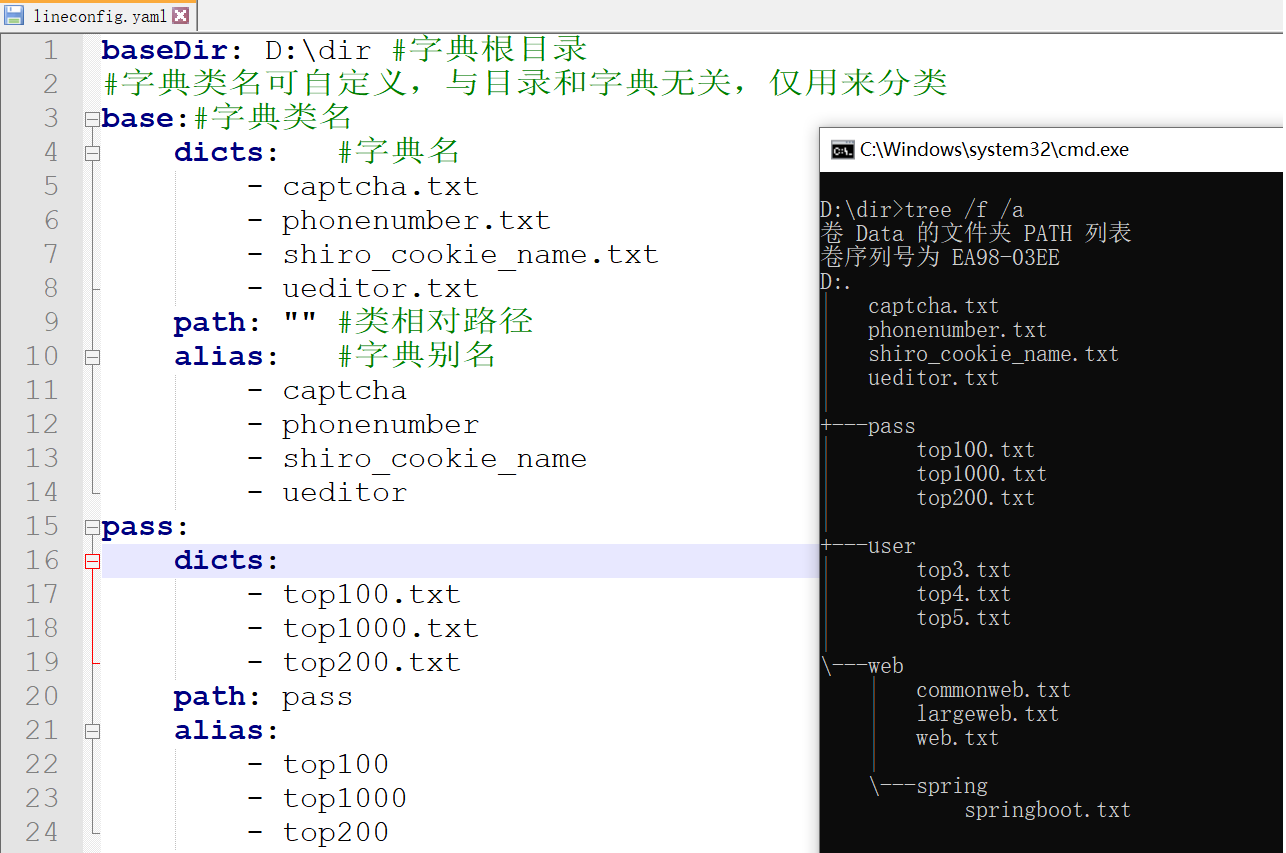 lineconfig.yaml
1 baseDir: D:\dir #字典根目录
2 #字典类名可自定义，与目录和字典无关，仅用来分类
3 base:#字典类名
4 dicts: #字典名
5 - captcha.txt
6 - phonenumber.txt
7 - shiro_cookie_name.txt
8 - ueditor.txt
9 path: "" #类相对路径
10 alias: #字典别名
11 - captcha
12 - phonenumber
13 - shiro_cookie_name
14 - ueditor
15 pass:
16 dicts:
17 - top100.txt
18 - top1000.txt
19 - top200.txt
20 path: pass
21 alias:
22 - top100
23 - top1000
24 - top200
C:\Windows\system32\cmd.exe
D:\dir>tree /f /a
卷 Data 的文件夹 PATH 列表
卷序列号为 EA98-03EE
D:.
|   captcha.txt
|   phonenumber.txt
|   shiro_cookie_name.txt
|   ueditor.txt
|
+---pass
|       top100.txt
|       top1000.txt
|       top200.txt
|
+---user
|       top3.txt
|       top4.txt
|       top5.txt
|
\---web
    |   commonweb.txt
    |   largeweb.txt
    |   web.txt
    |
    \---spring
            springboot.txt